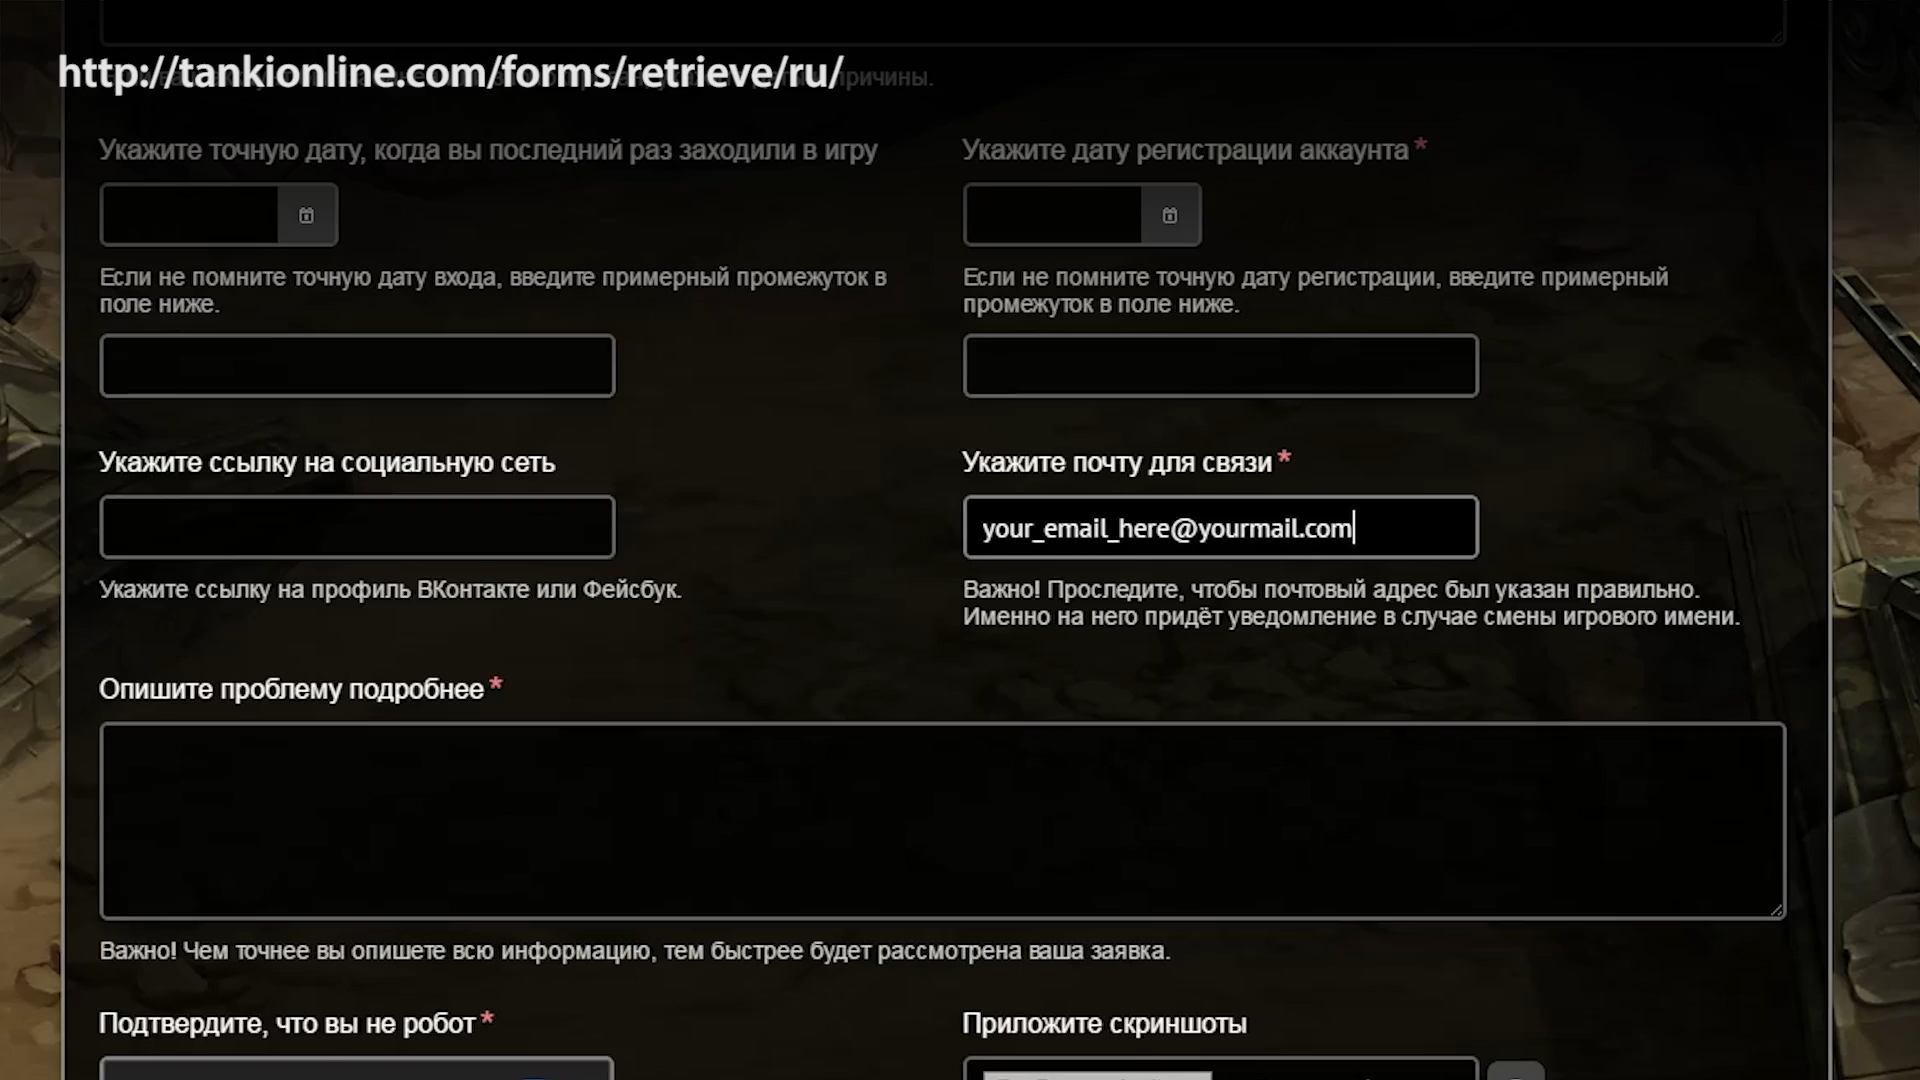 http://tankionline.com/forms/retrieve/ru/
причины.
Укажите точную дату, когда вы последний раз заходили в игру
Укажите дату регистрации аккаунта *
Если не помните точную дату входа, введите примерный промежуток в
поле ниже.
Если не помните точную дату регистрации, введите примерный
промежуток в поле ниже.
Укажите ссылку на социальную сеть
Укажите почту для связи *
your_email_here@yourmail.com
Укажите ссылку на профиль ВКонтакте или Фейсбук.
Важно! Проследите, чтобы почтовый адрес был указан правильно.
Именно на него придёт уведомление в случае смены игрового имени.
Опишите проблему подробнее *
Важно! Чем точнее вы опишете всю информацию, тем быстрее будет рассмотрена ваша заявка.
Подтвердите, что вы не робот *
Приложите скриншоты